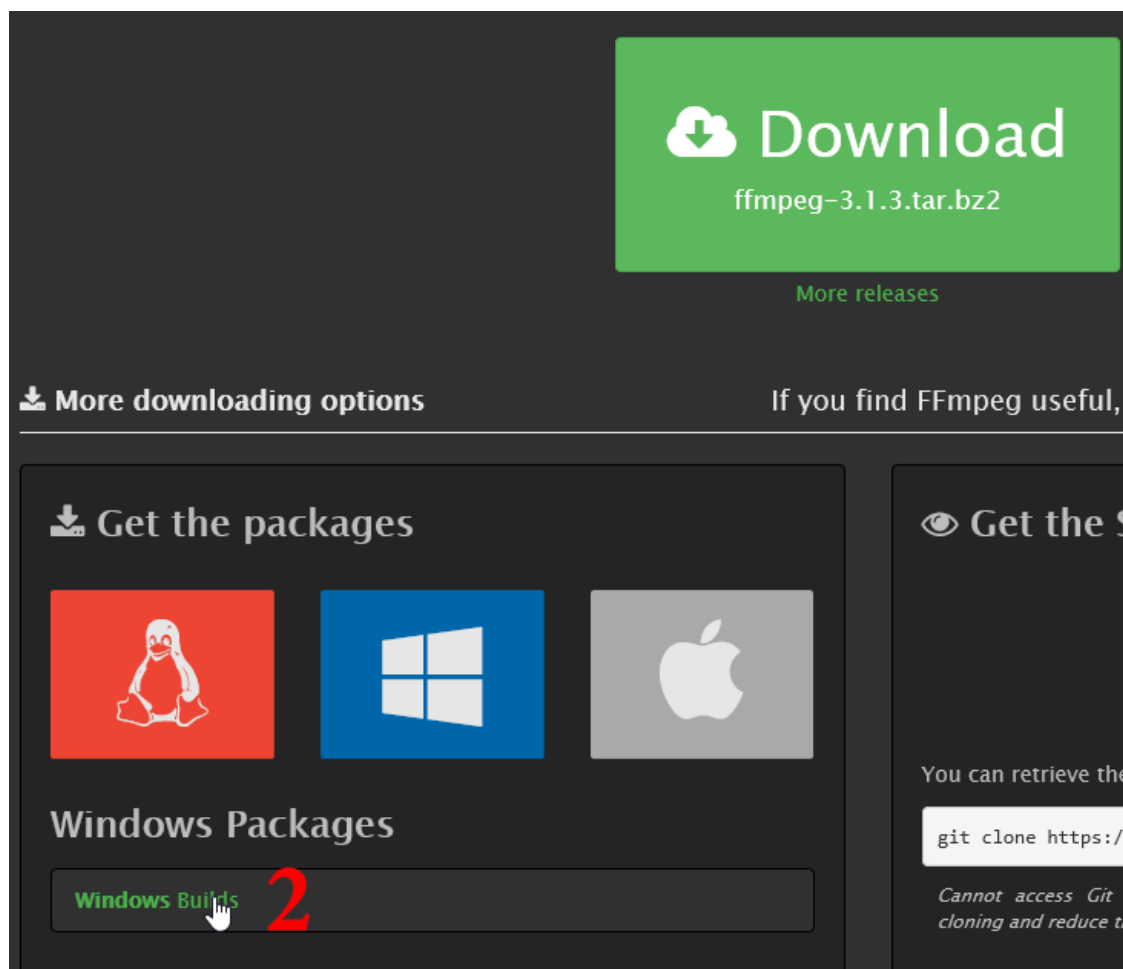 Download
ffmpeg-3.1.3.tar.bz2
More releases
More downloading options
If you find FFmpeg useful,
Get the packages
Get the
Windows Packages
Windows Builds
2
You can retrieve the
git clone https:/
Cannot access Git
cloning and reduce